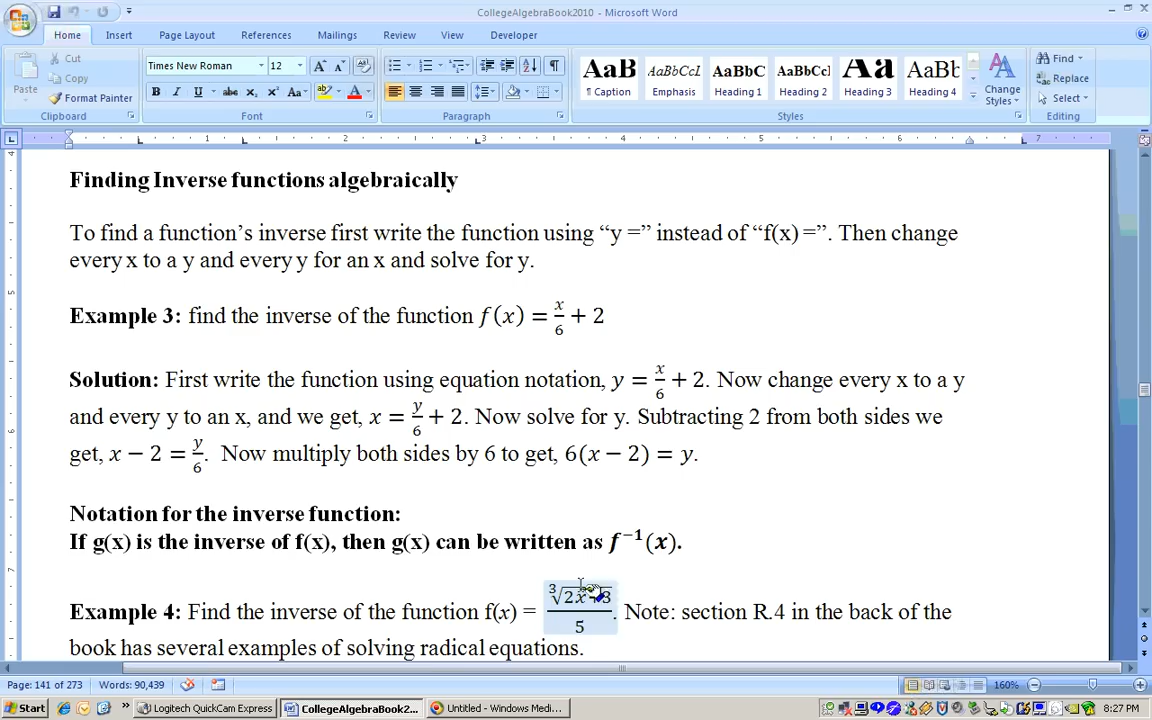 CollegeAlgebraBook2010 - Microsoft Word
Home Insert Page Layout References Mailings Review View Developer
Paste
Cut
Copy
Format Painter
Clipboard
Times New Roman 12
Font
Paragraph
AaB AaBbCcL AaBbC AaBbCc Aa AaBb
¶ Caption Emphasis Heading 1 Heading 2 Heading 3 Heading 4
Change Styles
Styles
Find
Replace
Select
Editing
1 2 3 4 5 6 7
Finding Inverse functions algebraically
To find a function’s inverse first write the function using “y =” instead of “f(x) =”. Then change
every x to a y and every y for an x and solve for y.
Example 3: find the inverse of the function f(x) = x/6 + 2
Solution: First write the function using equation notation, y = x/6 + 2. Now change every x to a y
and every y to an x, and we get, x = y/6 + 2. Now solve for y. Subtracting 2 from both sides we
get, x − 2 = y/6. Now multiply both sides by 6 to get, 6(x − 2) = y.
Notation for the inverse function:
If g(x) is the inverse of f(x), then g(x) can be written as f⁻¹(x).
Example 4: Find the inverse of the function f(x) = ∛(2x−3)/5. Note: section R.4 in the back of the
book has several examples of solving radical equations.
Page: 141 of 273 Words: 90,439 160%
Start Logitech QuickCam Express CollegeAlgebraBook2... Untitled - Windows Medi... 8:27 PM